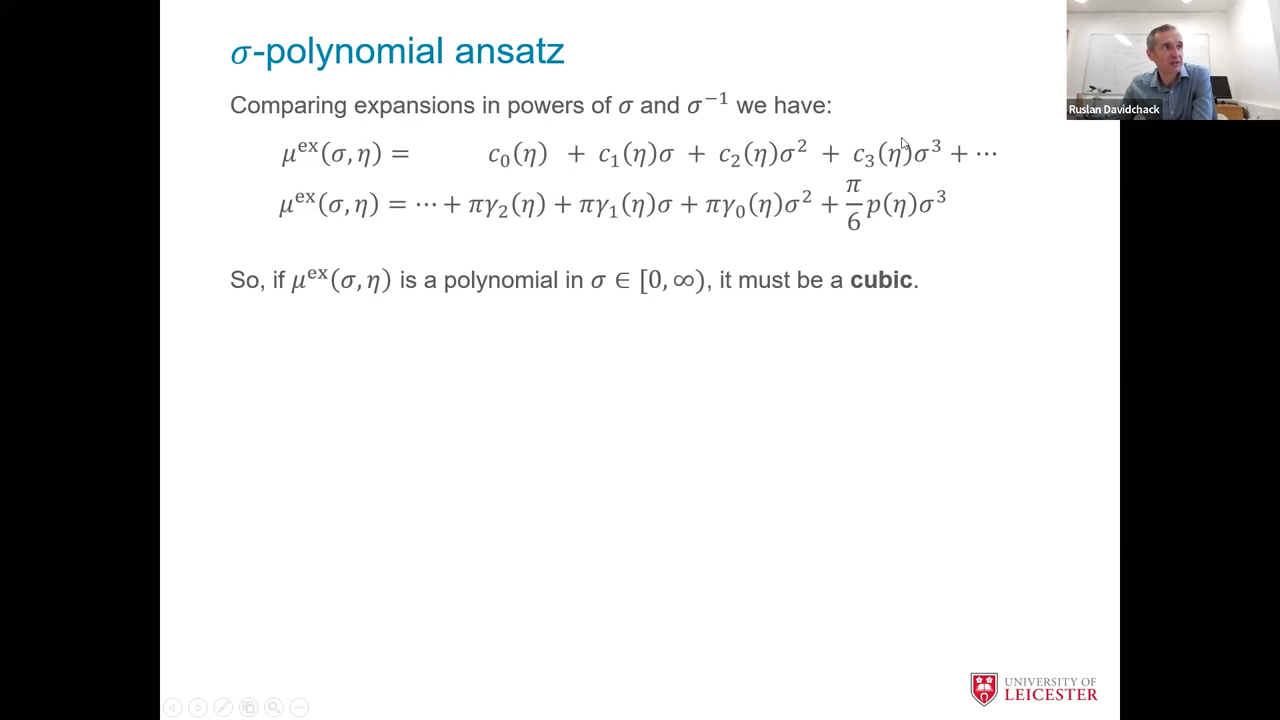 σ-polynomial ansatz
Comparing expansions in powers of σ and σ⁻¹ we have:
μᵉˣ(σ, η) = c₀(η) + c₁(η)σ + c₂(η)σ² + c₃(η)σ³ + ⋯
μᵉˣ(σ, η) = ⋯ + πγ₂(η) + πγ₁(η)σ + πγ₀(η)σ² + π/6 p(η)σ³
So, if μᵉˣ(σ, η) is a polynomial in σ ∈ [0, ∞), it must be a cubic.
Ruslan Davidchack
UNIVERSITY OF
LEICESTER